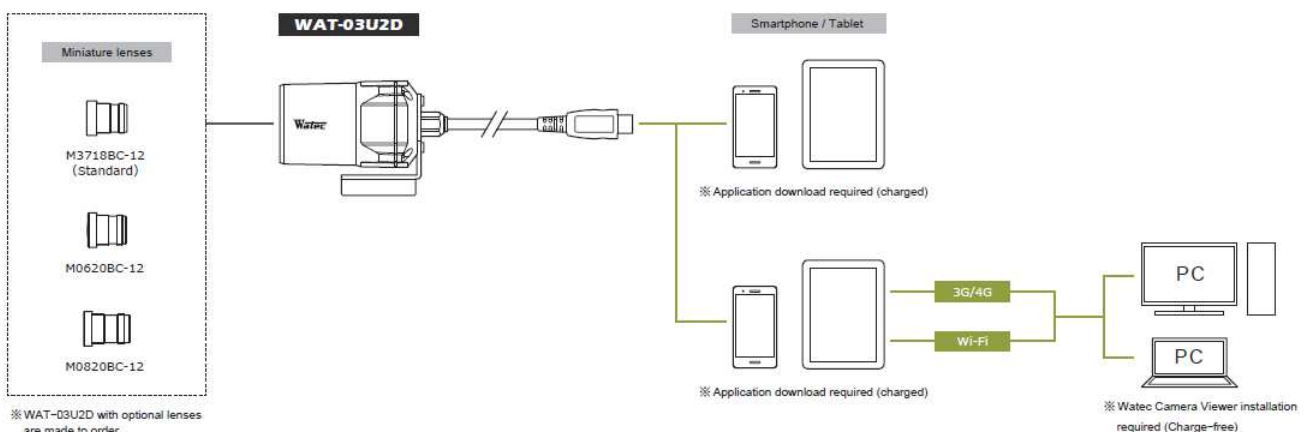 Miniature lenses
M3718BC-12
(Standard)
M0620BC-12
M0820BC-12
※ WAT-03U2D with optional lenses
are made to order
WAT-03U2D
Watec
Smartphone / Tablet
※ Application download required (charged)
※ Application download required (charged)
3G/4G
Wi-Fi
PC
PC
※ Watec Camera Viewer installation
required (Charge-free)